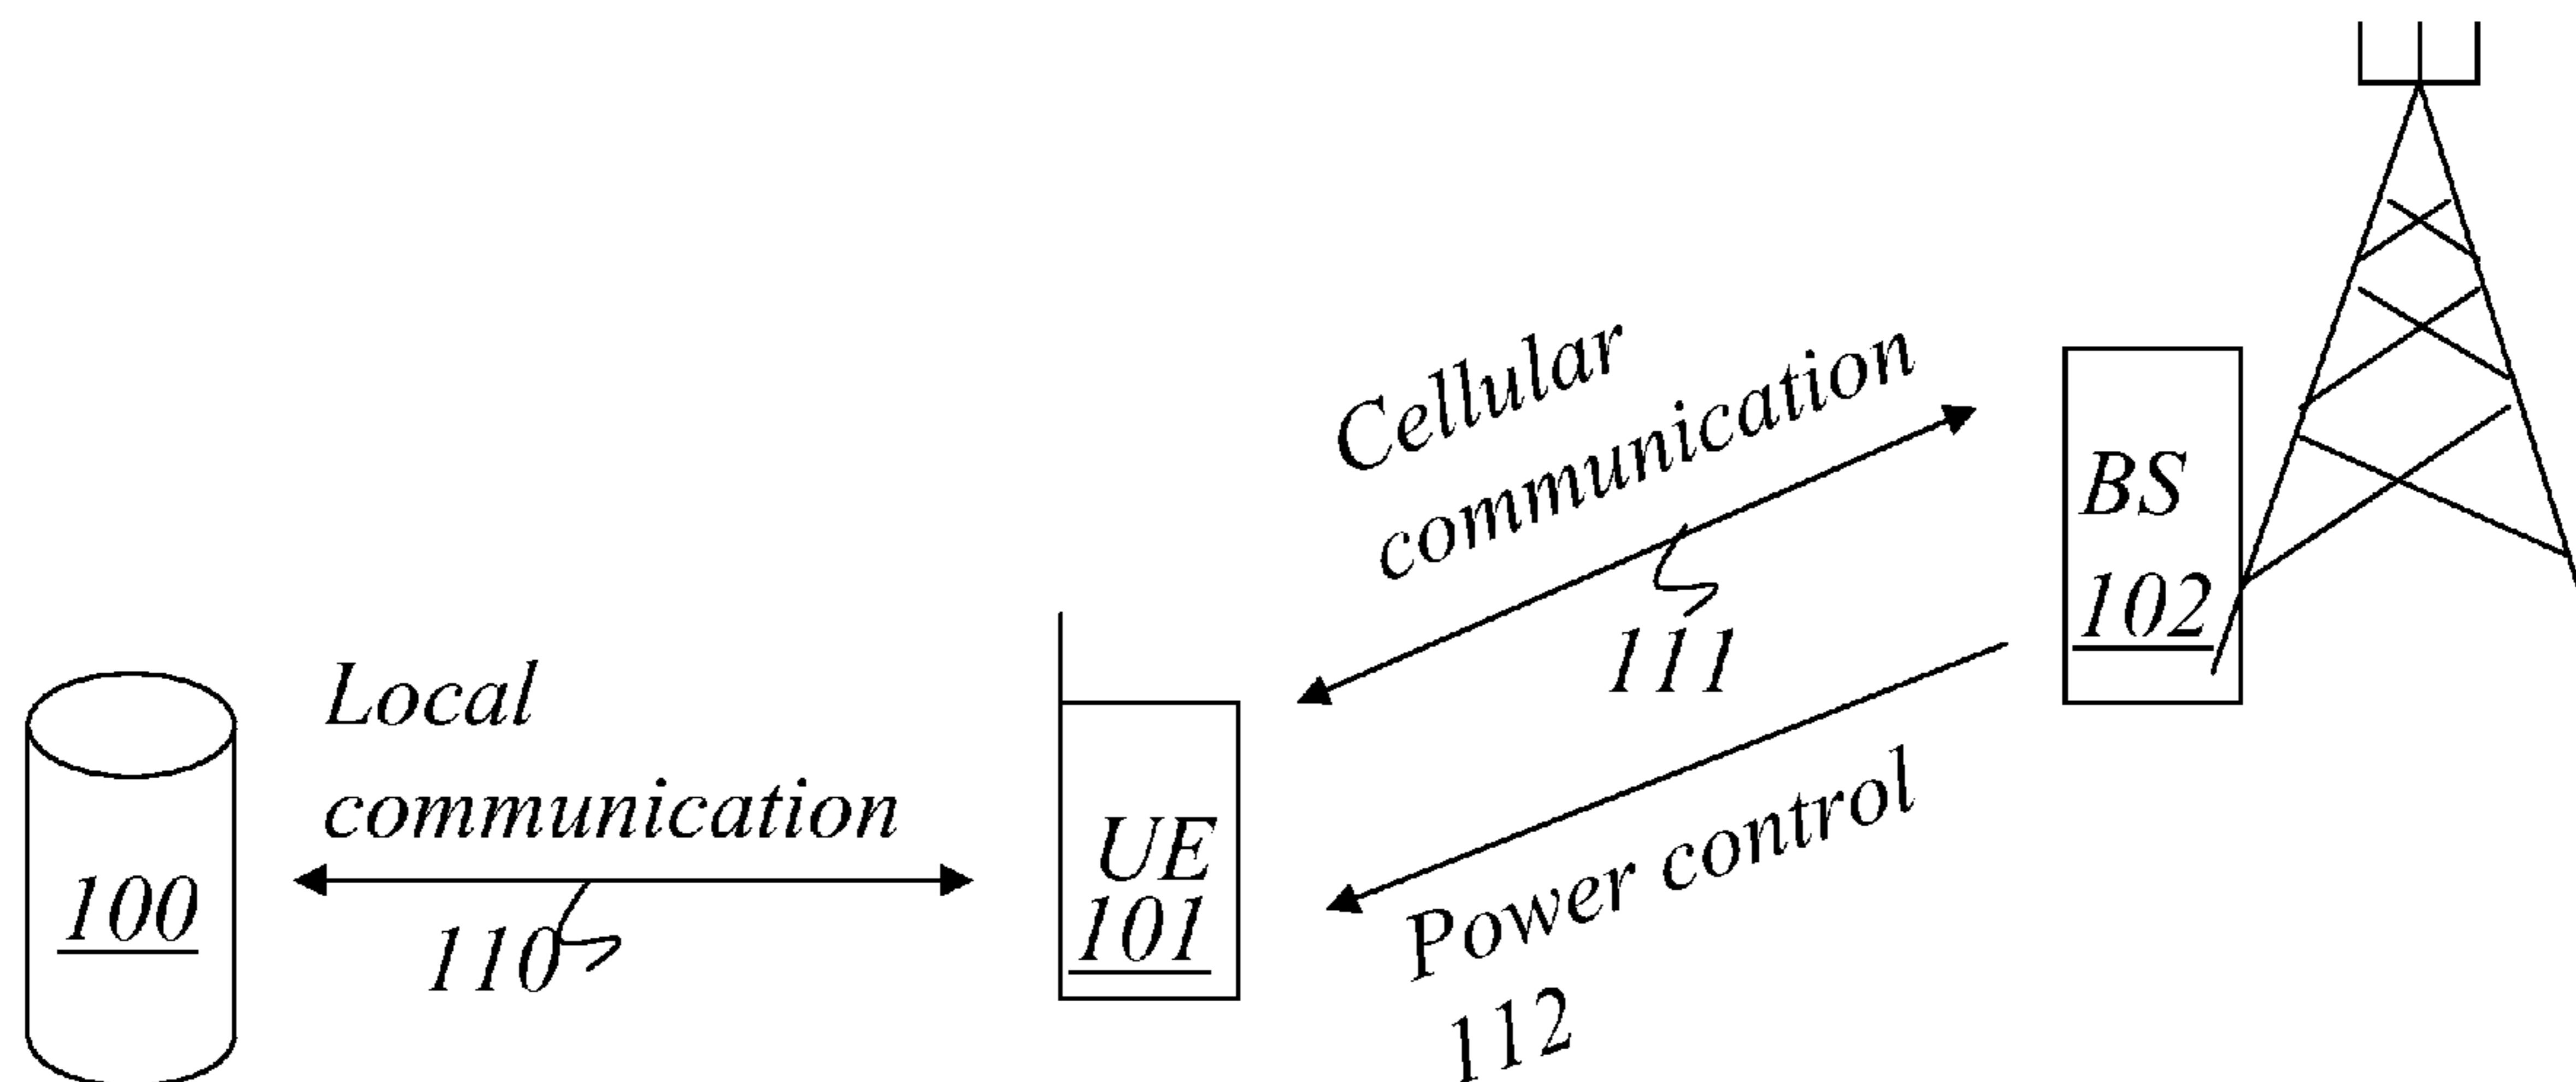 Local
communication
110
100
UE
101
Cellular
communication
111
Power control
112
BS
102